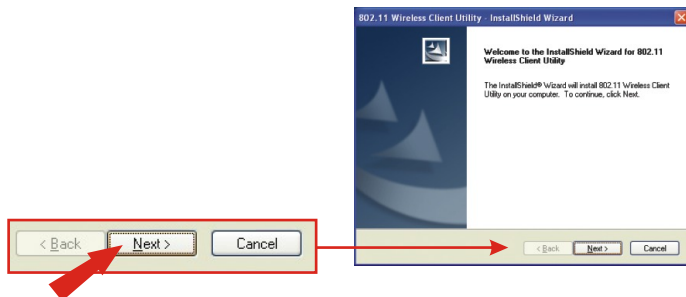 802.11 Wireless Client Utility - InstallShield Wizard
Welcome to the InstallShield Wizard for 802.11
Wireless Client Utility
The InstallShield® Wizard will install 802.11 Wireless Client
Utility on your computer. To continue, click Next.
< Back Next > Cancel
< Back Next > Cancel